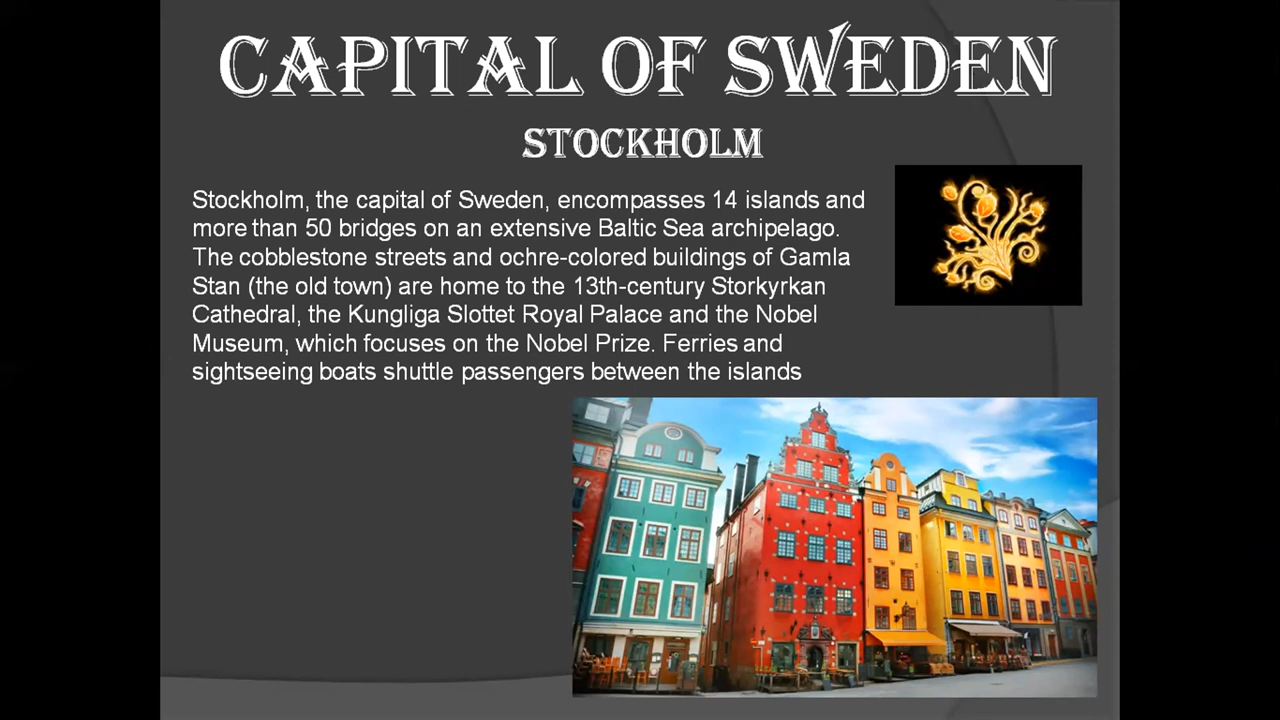 CAPITAL OF SWEDEN
STOCKHOLM
Stockholm, the capital of Sweden, encompasses 14 islands and
more than 50 bridges on an extensive Baltic Sea archipelago.
The cobblestone streets and ochre-colored buildings of Gamla
Stan (the old town) are home to the 13th-century Storkyrkan
Cathedral, the Kungliga Slottet Royal Palace and the Nobel
Museum, which focuses on the Nobel Prize. Ferries and
sightseeing boats shuttle passengers between the islands